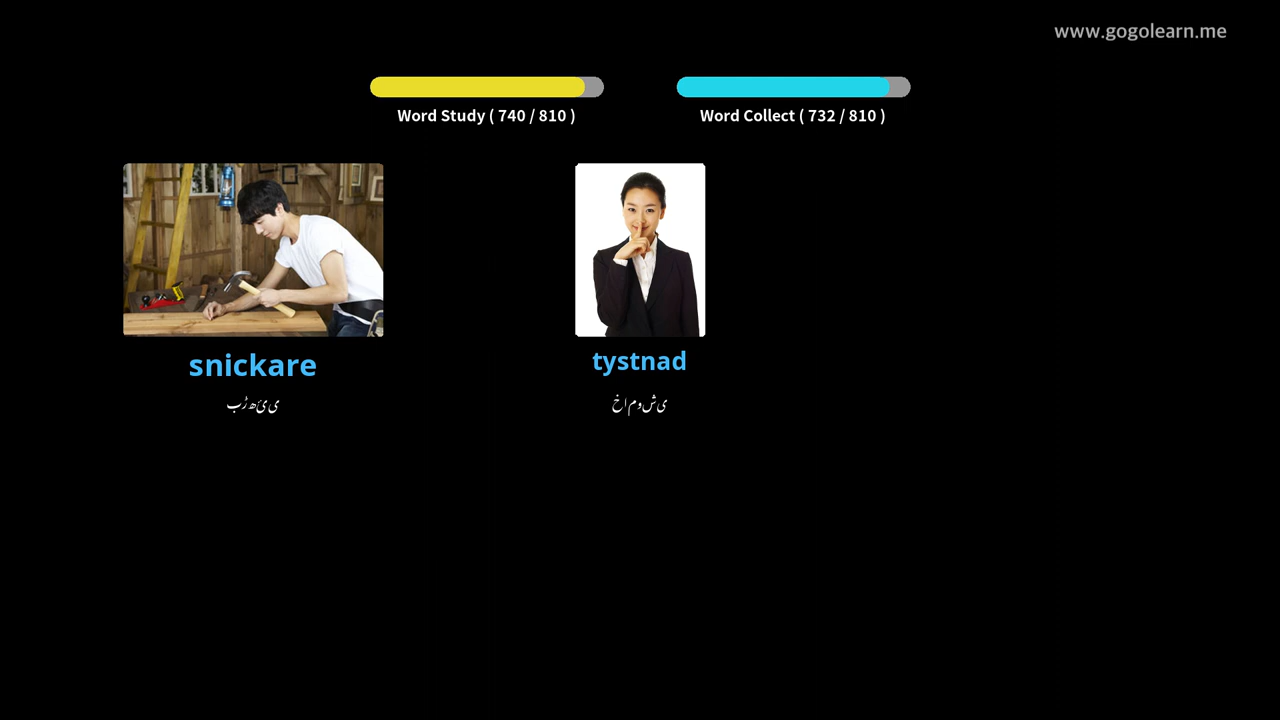 www.gogolearn.me
Word Study ( 740 / 810 )
Word Collect ( 732 / 810 )
snickare
بڑھئی
tystnad
خاموشی